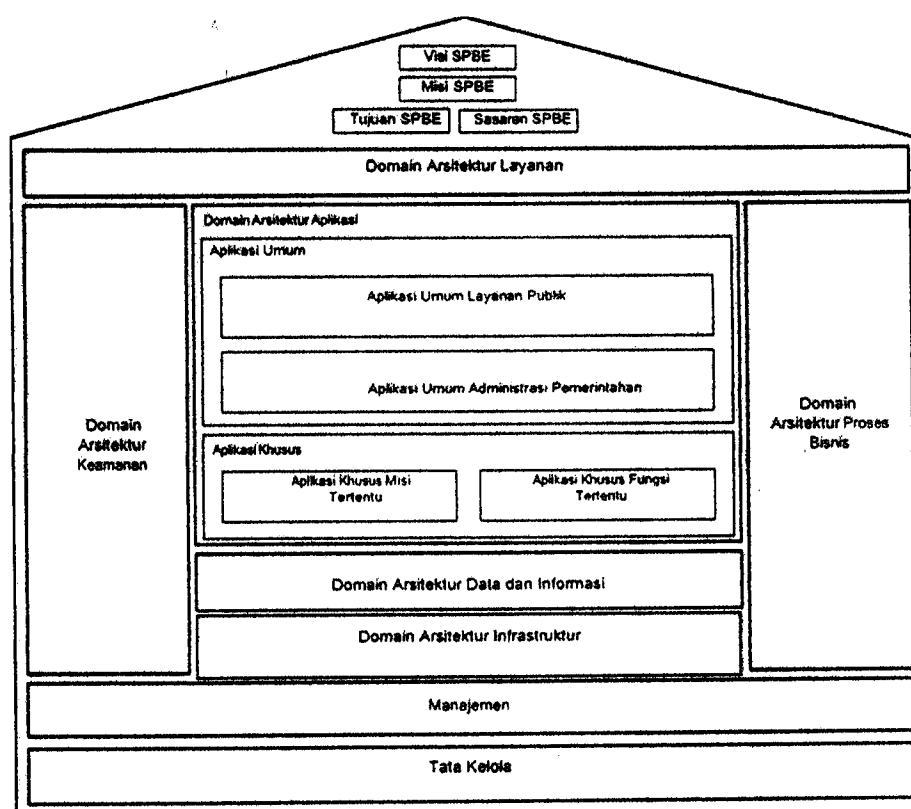 Visi SPBE
Misi SPBE
Tujuan SPBE
Sasaran SPBE
Domain Arsitektur Layanan
Domain Arsitektur Aplikasi
Aplikasi Umum
Aplikasi Umum Layanan Publik
Aplikasi Umum Administrasi Pemerintahan
Domain
Arsitektur
Keamanan
Domain
Arsitektur Proses
Bisnis
Aplikasi Khusus
Aplikasi Khusus Misi
Tertentu
Aplikasi Khusus Fungsi
Tertentu
Domain Arsitektur Data dan Informasi
Domain Arsitektur Infrastruktur
Manajemen
Tata Kelola